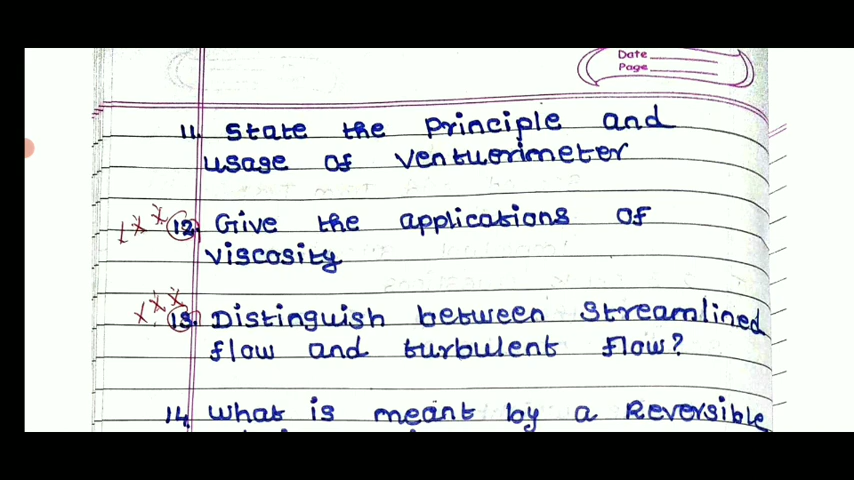 Date
Page
11. State the Principle and
usage of Ventuerimeter
12. Give the applications of
viscosity
13. Distinguish between streamlined
flow and turbulent flow?
14. What is meant by a Reversible